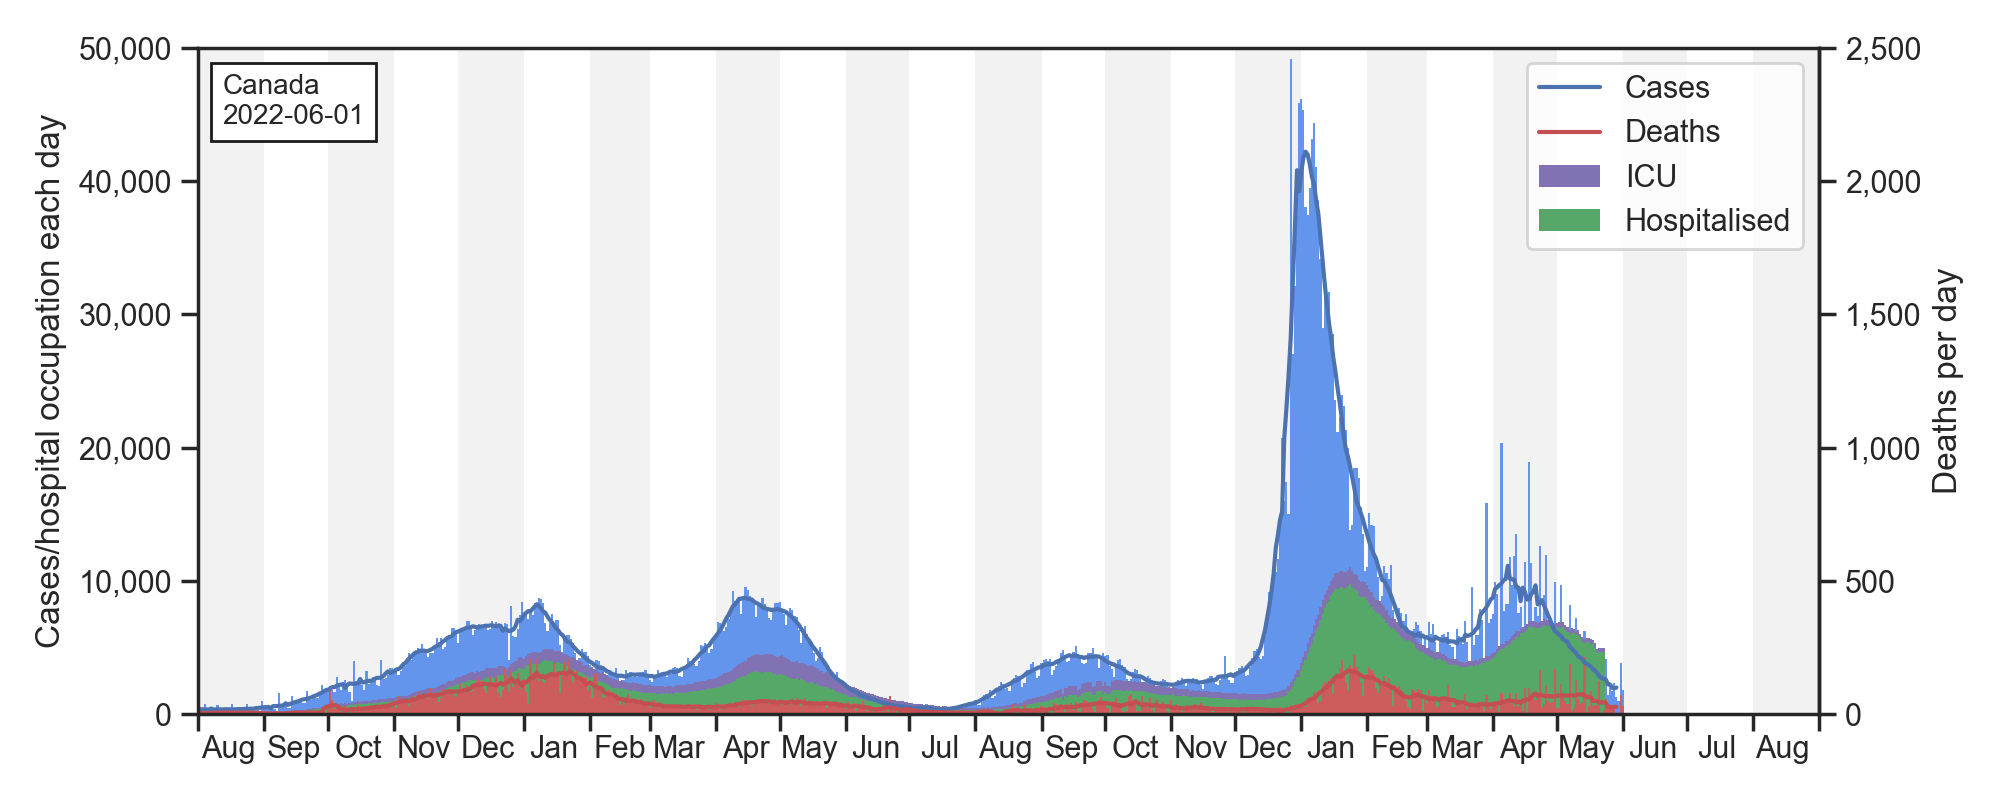 Canada
2022-06-01
Cases/hospital occupation each day
50,000
40,000
30,000
20,000
10,000
0
Cases
Deaths
ICU
Hospitalised
2,500
2,000
1,500
1,000
500
0
Deaths per day
Aug Sep Oct Nov Dec Jan Feb Mar Apr May Jun Jul Aug Sep Oct Nov Dec Jan Feb Mar Apr May Jun Jul Aug